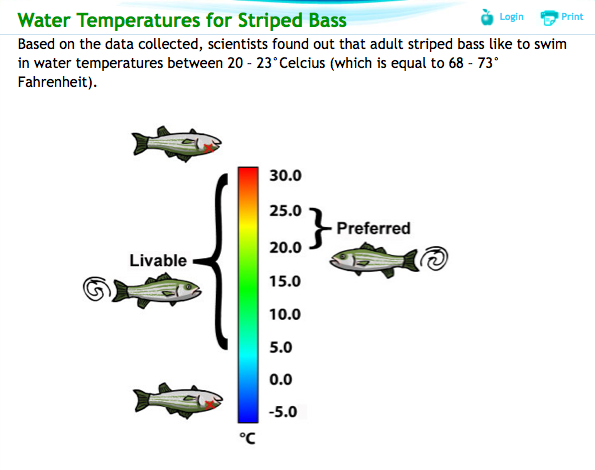 Water Temperatures for Striped Bass
Login
Print
Based on the data collected, scientists found out that adult striped bass like to swim
in water temperatures between 20 - 23°Celcius (which is equal to 68 - 73°
Fahrenheit).
30.0
25.0
Preferred
20.0
Livable
15.0
10.0
5.0
0.0
-5.0
°C